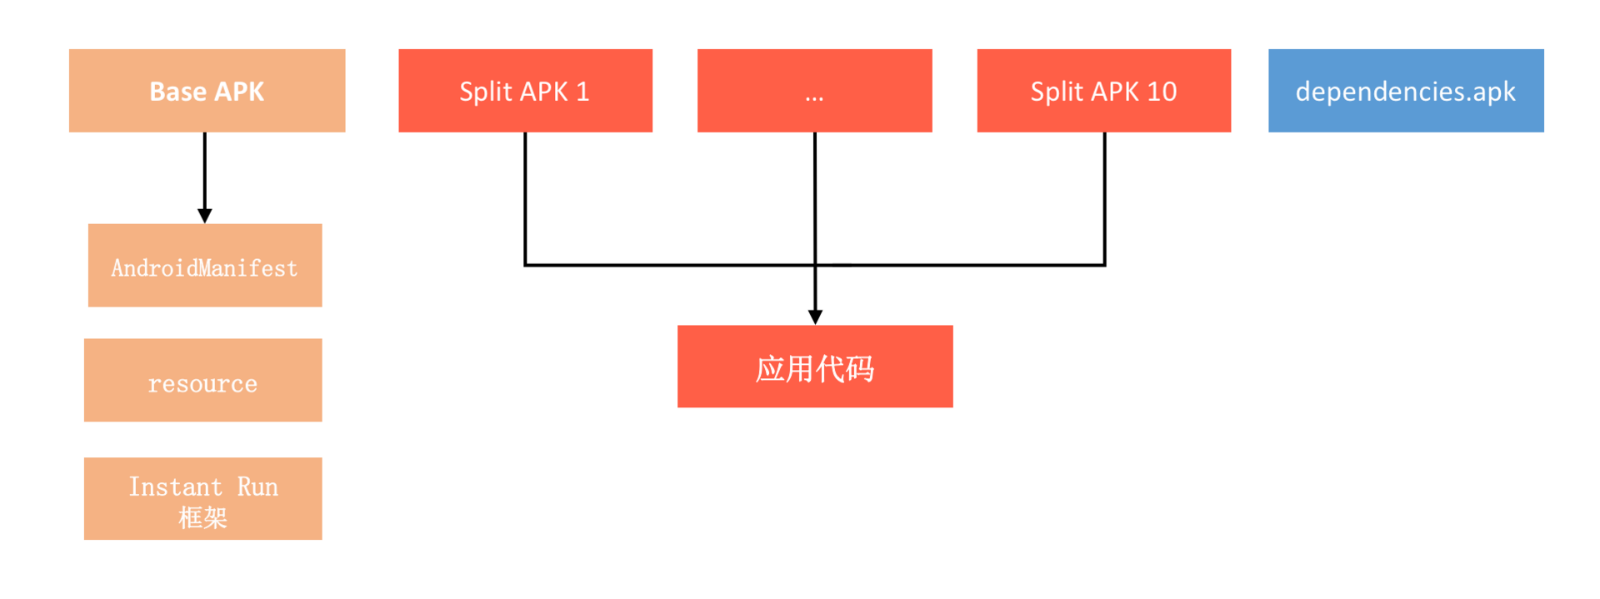 Base APK
Split APK 1
...
Split APK 10
dependencies.apk
AndroidManifest
resource
Instant Run
框架
应用代码